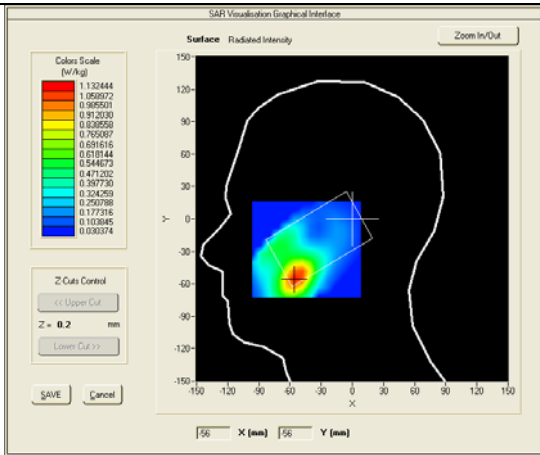 SAR Visualisation Graphical Interface
Surface Radiated Intensity
Zoom In/Out
Colors Scale
(W/kg)
1.132444
1.058972
0.985501
0.912030
0.838558
0.765087
0.691616
0.618144
0.544673
0.471202
0.397730
0.324259
0.250788
0.177316
0.103845
0.030374
Z-Cuts Control
<< Upper Cut
Z = 0.2 mm
Lower Cut >>
SAVE Cancel
150-
120-
90-
60-
30-
0-
-30-
-60-
-90-
-120-
-150-
Y
-150 -120 -90 -60 -30 0 30 60 90 120 150
X
-56 X (mm) -56 Y (mm)